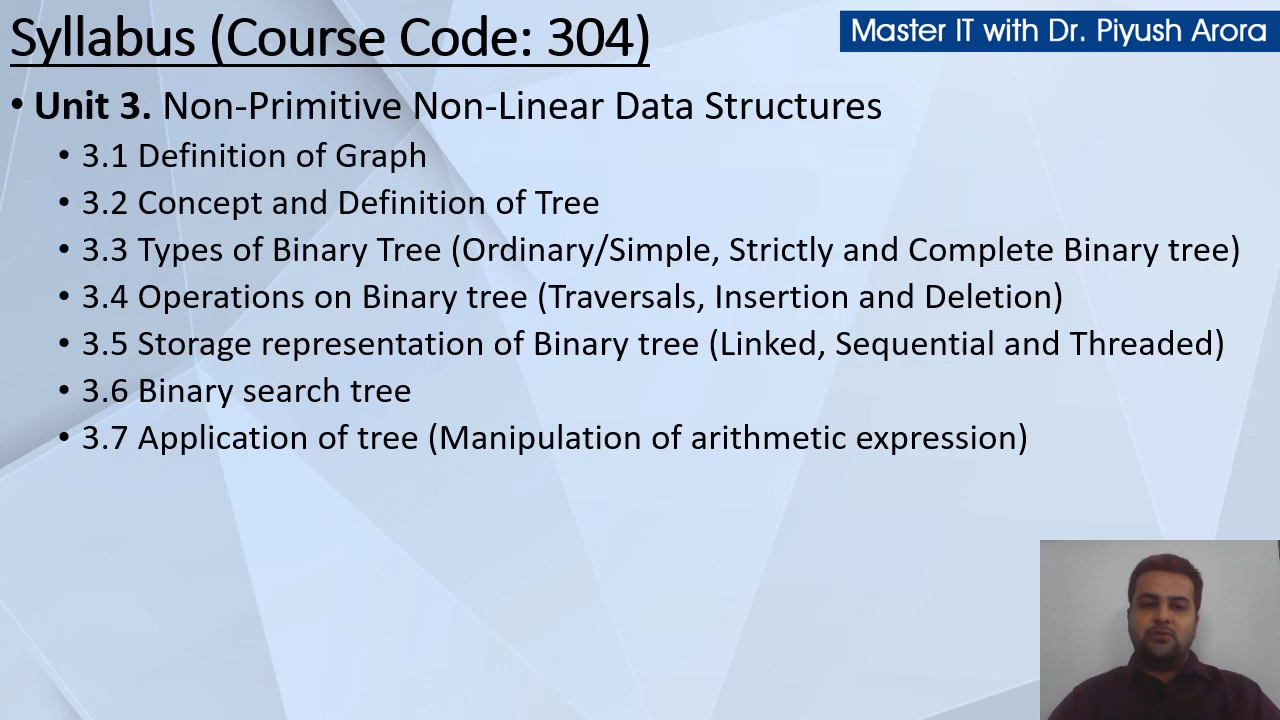 Syllabus (Course Code: 304)
Master IT with Dr. Piyush Arora
• Unit 3. Non-Primitive Non-Linear Data Structures
• 3.1 Definition of Graph
• 3.2 Concept and Definition of Tree
• 3.3 Types of Binary Tree (Ordinary/Simple, Strictly and Complete Binary tree)
• 3.4 Operations on Binary tree (Traversals, Insertion and Deletion)
• 3.5 Storage representation of Binary tree (Linked, Sequential and Threaded)
• 3.6 Binary search tree
• 3.7 Application of tree (Manipulation of arithmetic expression)